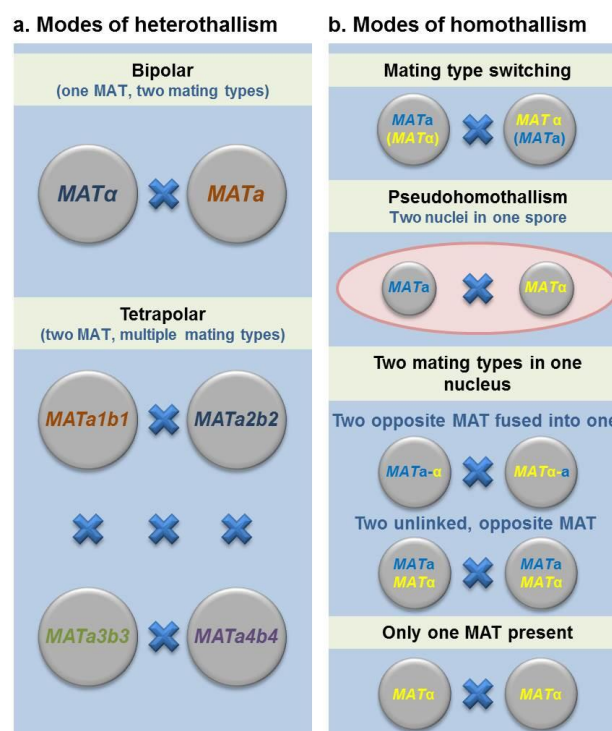 a. Modes of heterothallism
Bipolar
(one MAT, two mating types)
MATα
MATa
Tetrapolar
(two MAT, multiple mating types)
MATa1b1
MATa2b2
MATa3b3
MATa4b4
b. Modes of homothallism
Mating type switching
MATa
(MATα)
MAT α
(MATa)
Pseudohomothallism
Two nuclei in one spore
MATa
MATα
Two mating types in one
nucleus
Two opposite MAT fused into one
MATa-α
MATα-a
Two unlinked, opposite MAT
MATa
MATα
MATa
MATα
Only one MAT present
MATα
MATα